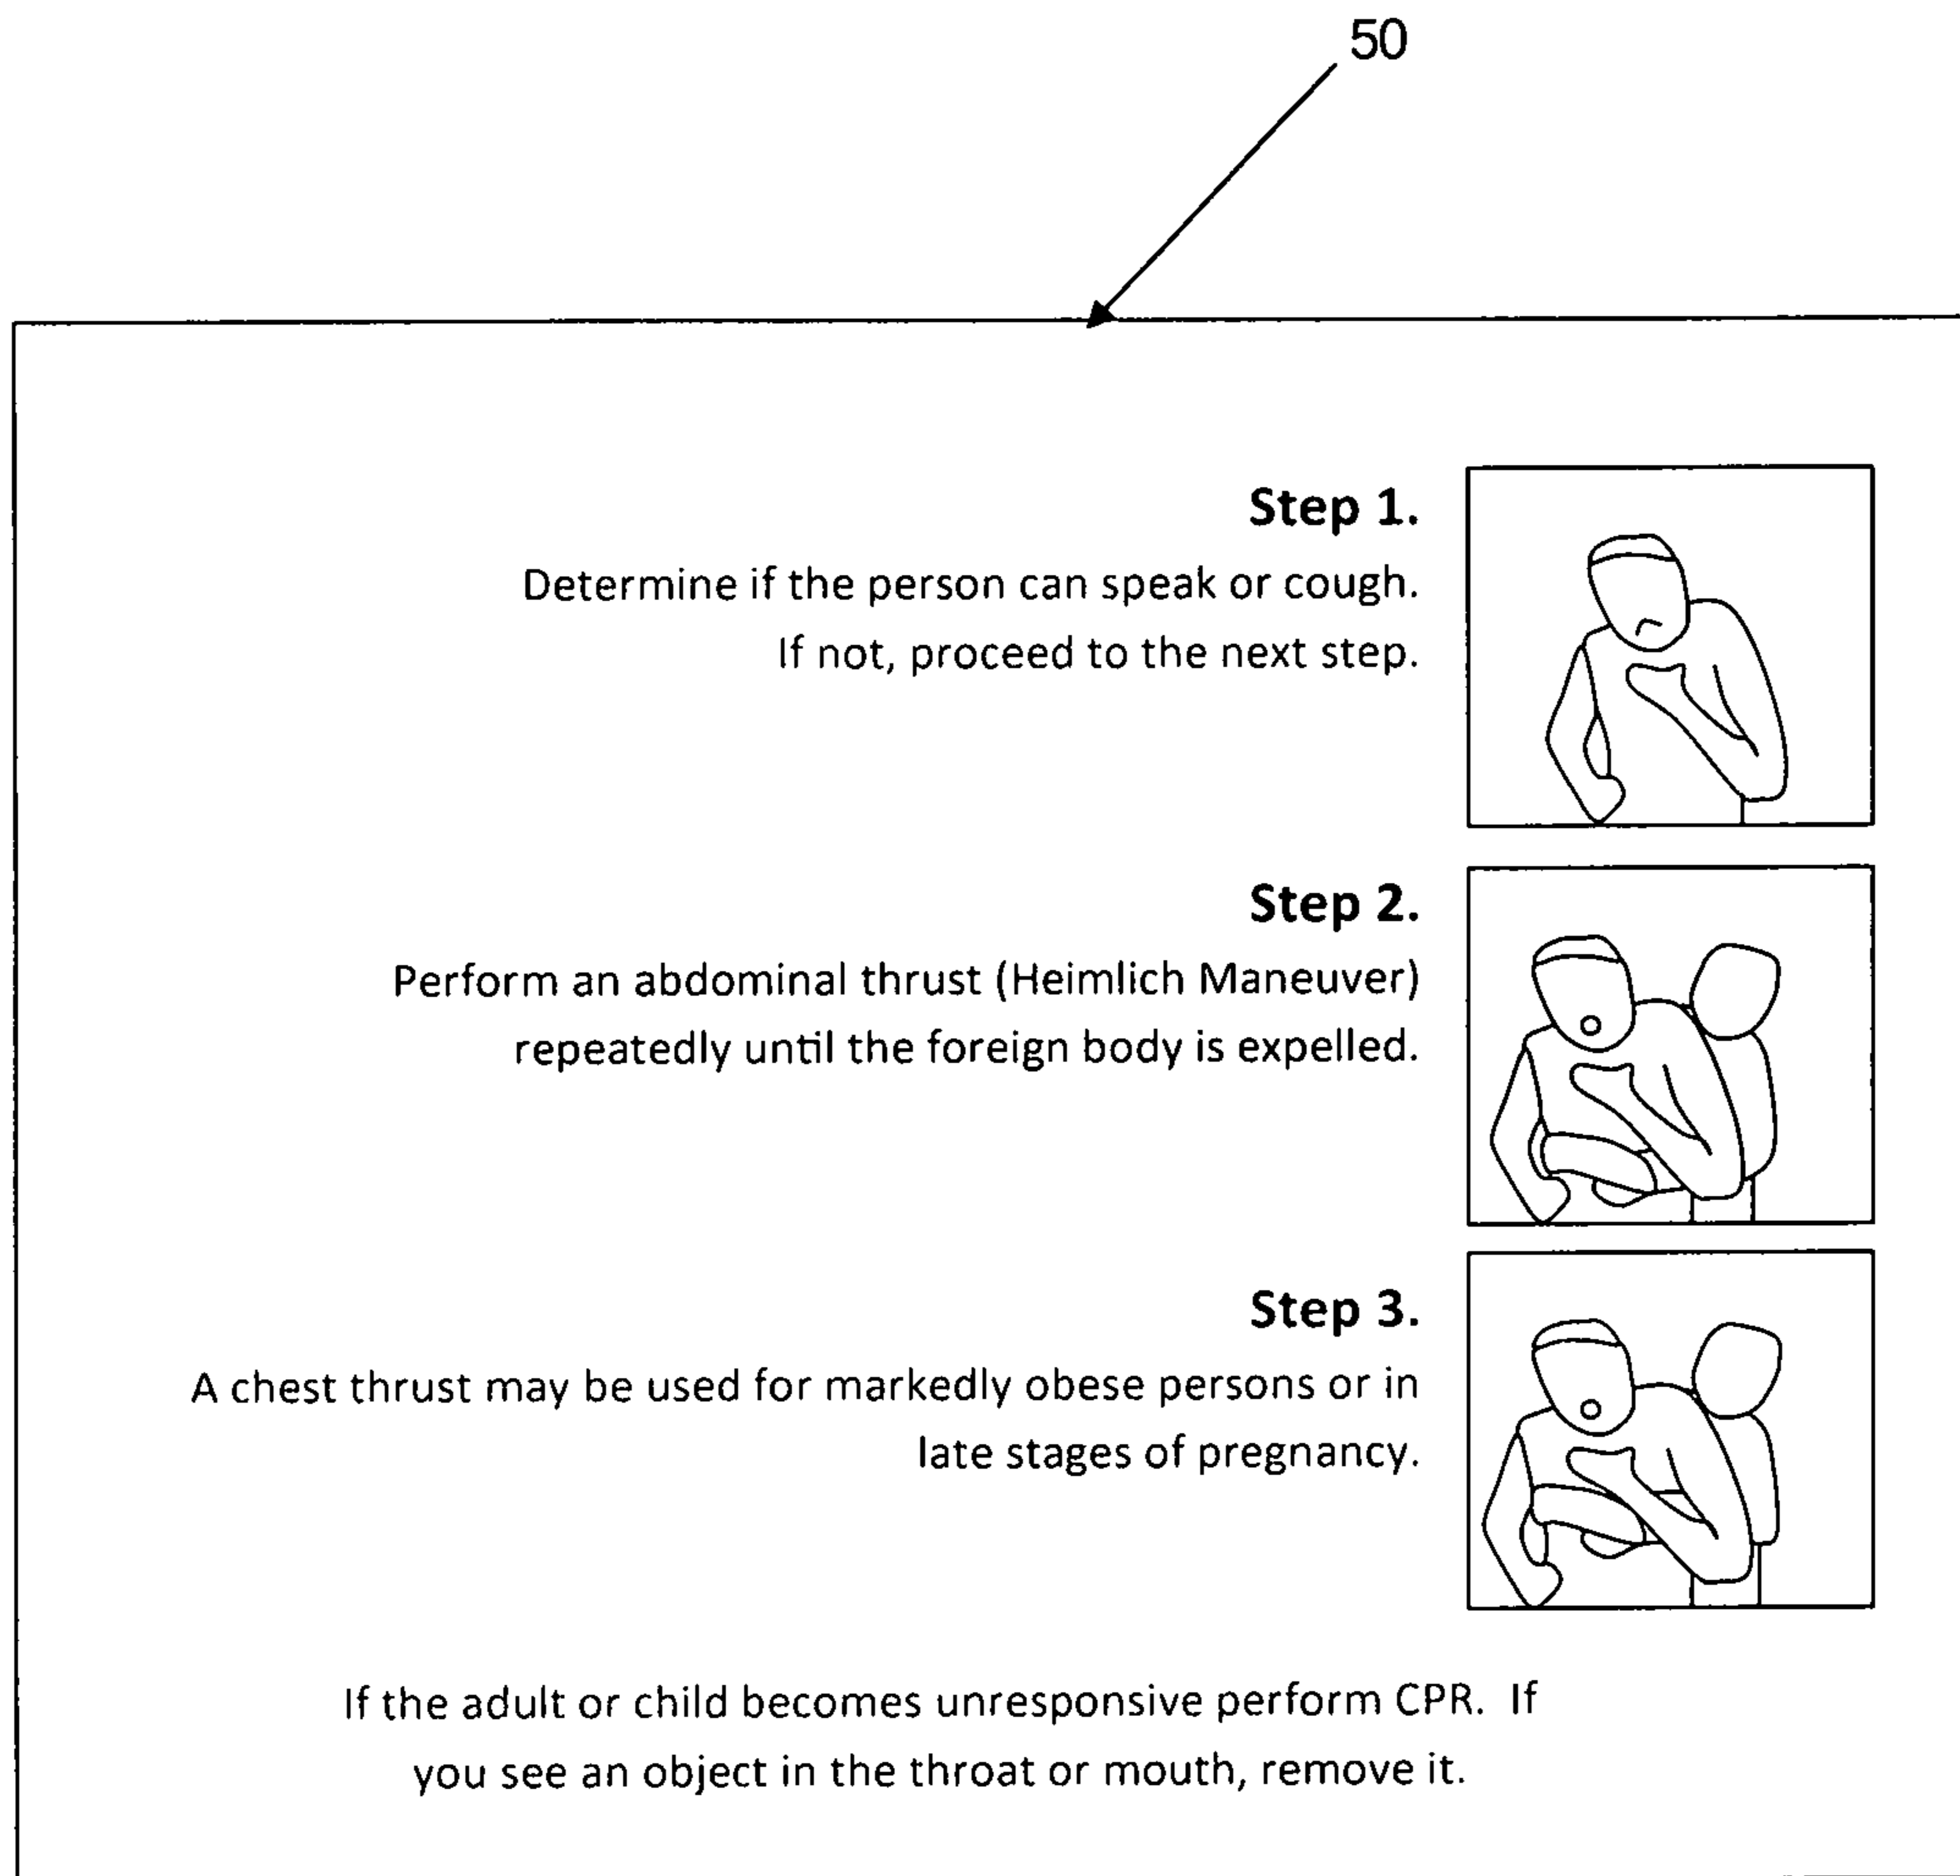 50
Step 1.
Determine if the person can speak or cough.
If not, proceed to the next step.
Step 2.
Perform an abdominal thrust (Heimlich Maneuver)
repeatedly until the foreign body is expelled.
Step 3.
A chest thrust may be used for markedly obese persons or in
late stages of pregnancy.
If the adult or child becomes unresponsive perform CPR.  If
you see an object in the throat or mouth, remove it.